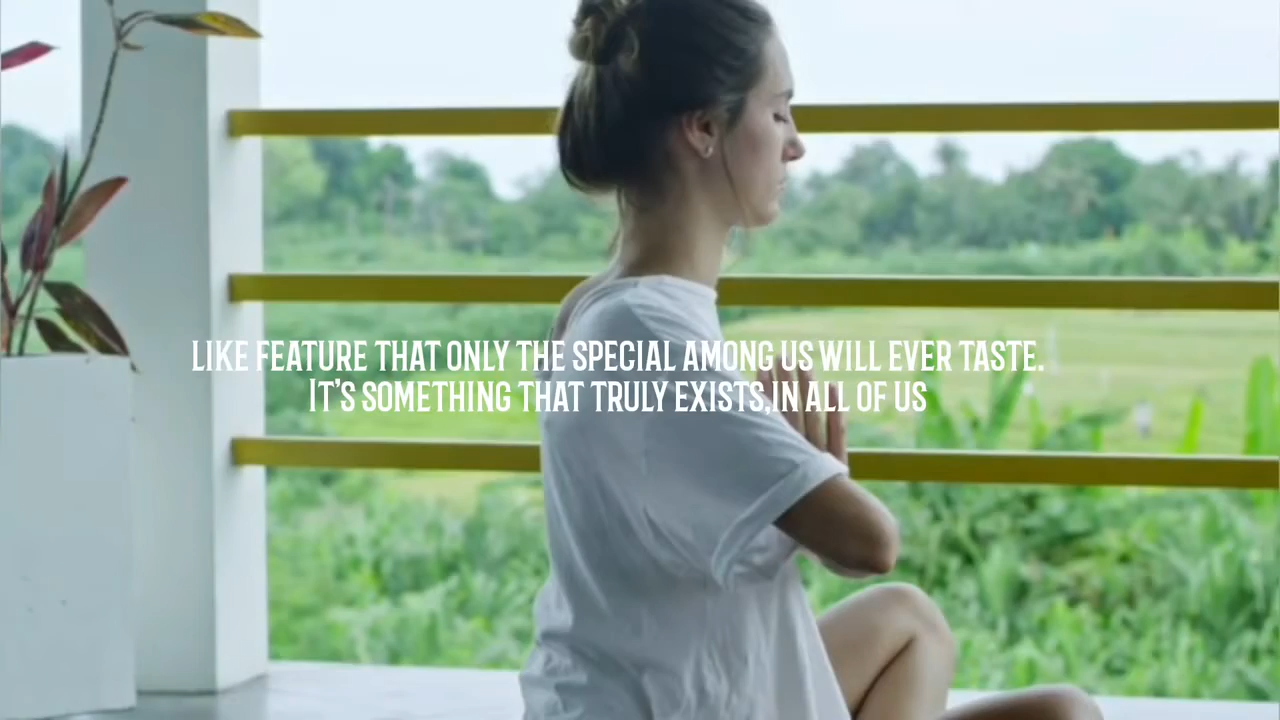 LIKE FEATURE THAT ONLY THE SPECIAL AMONG US WILL EVER TASTE.
IT'S SOMETHING THAT TRULY EXISTS,IN ALL OF US